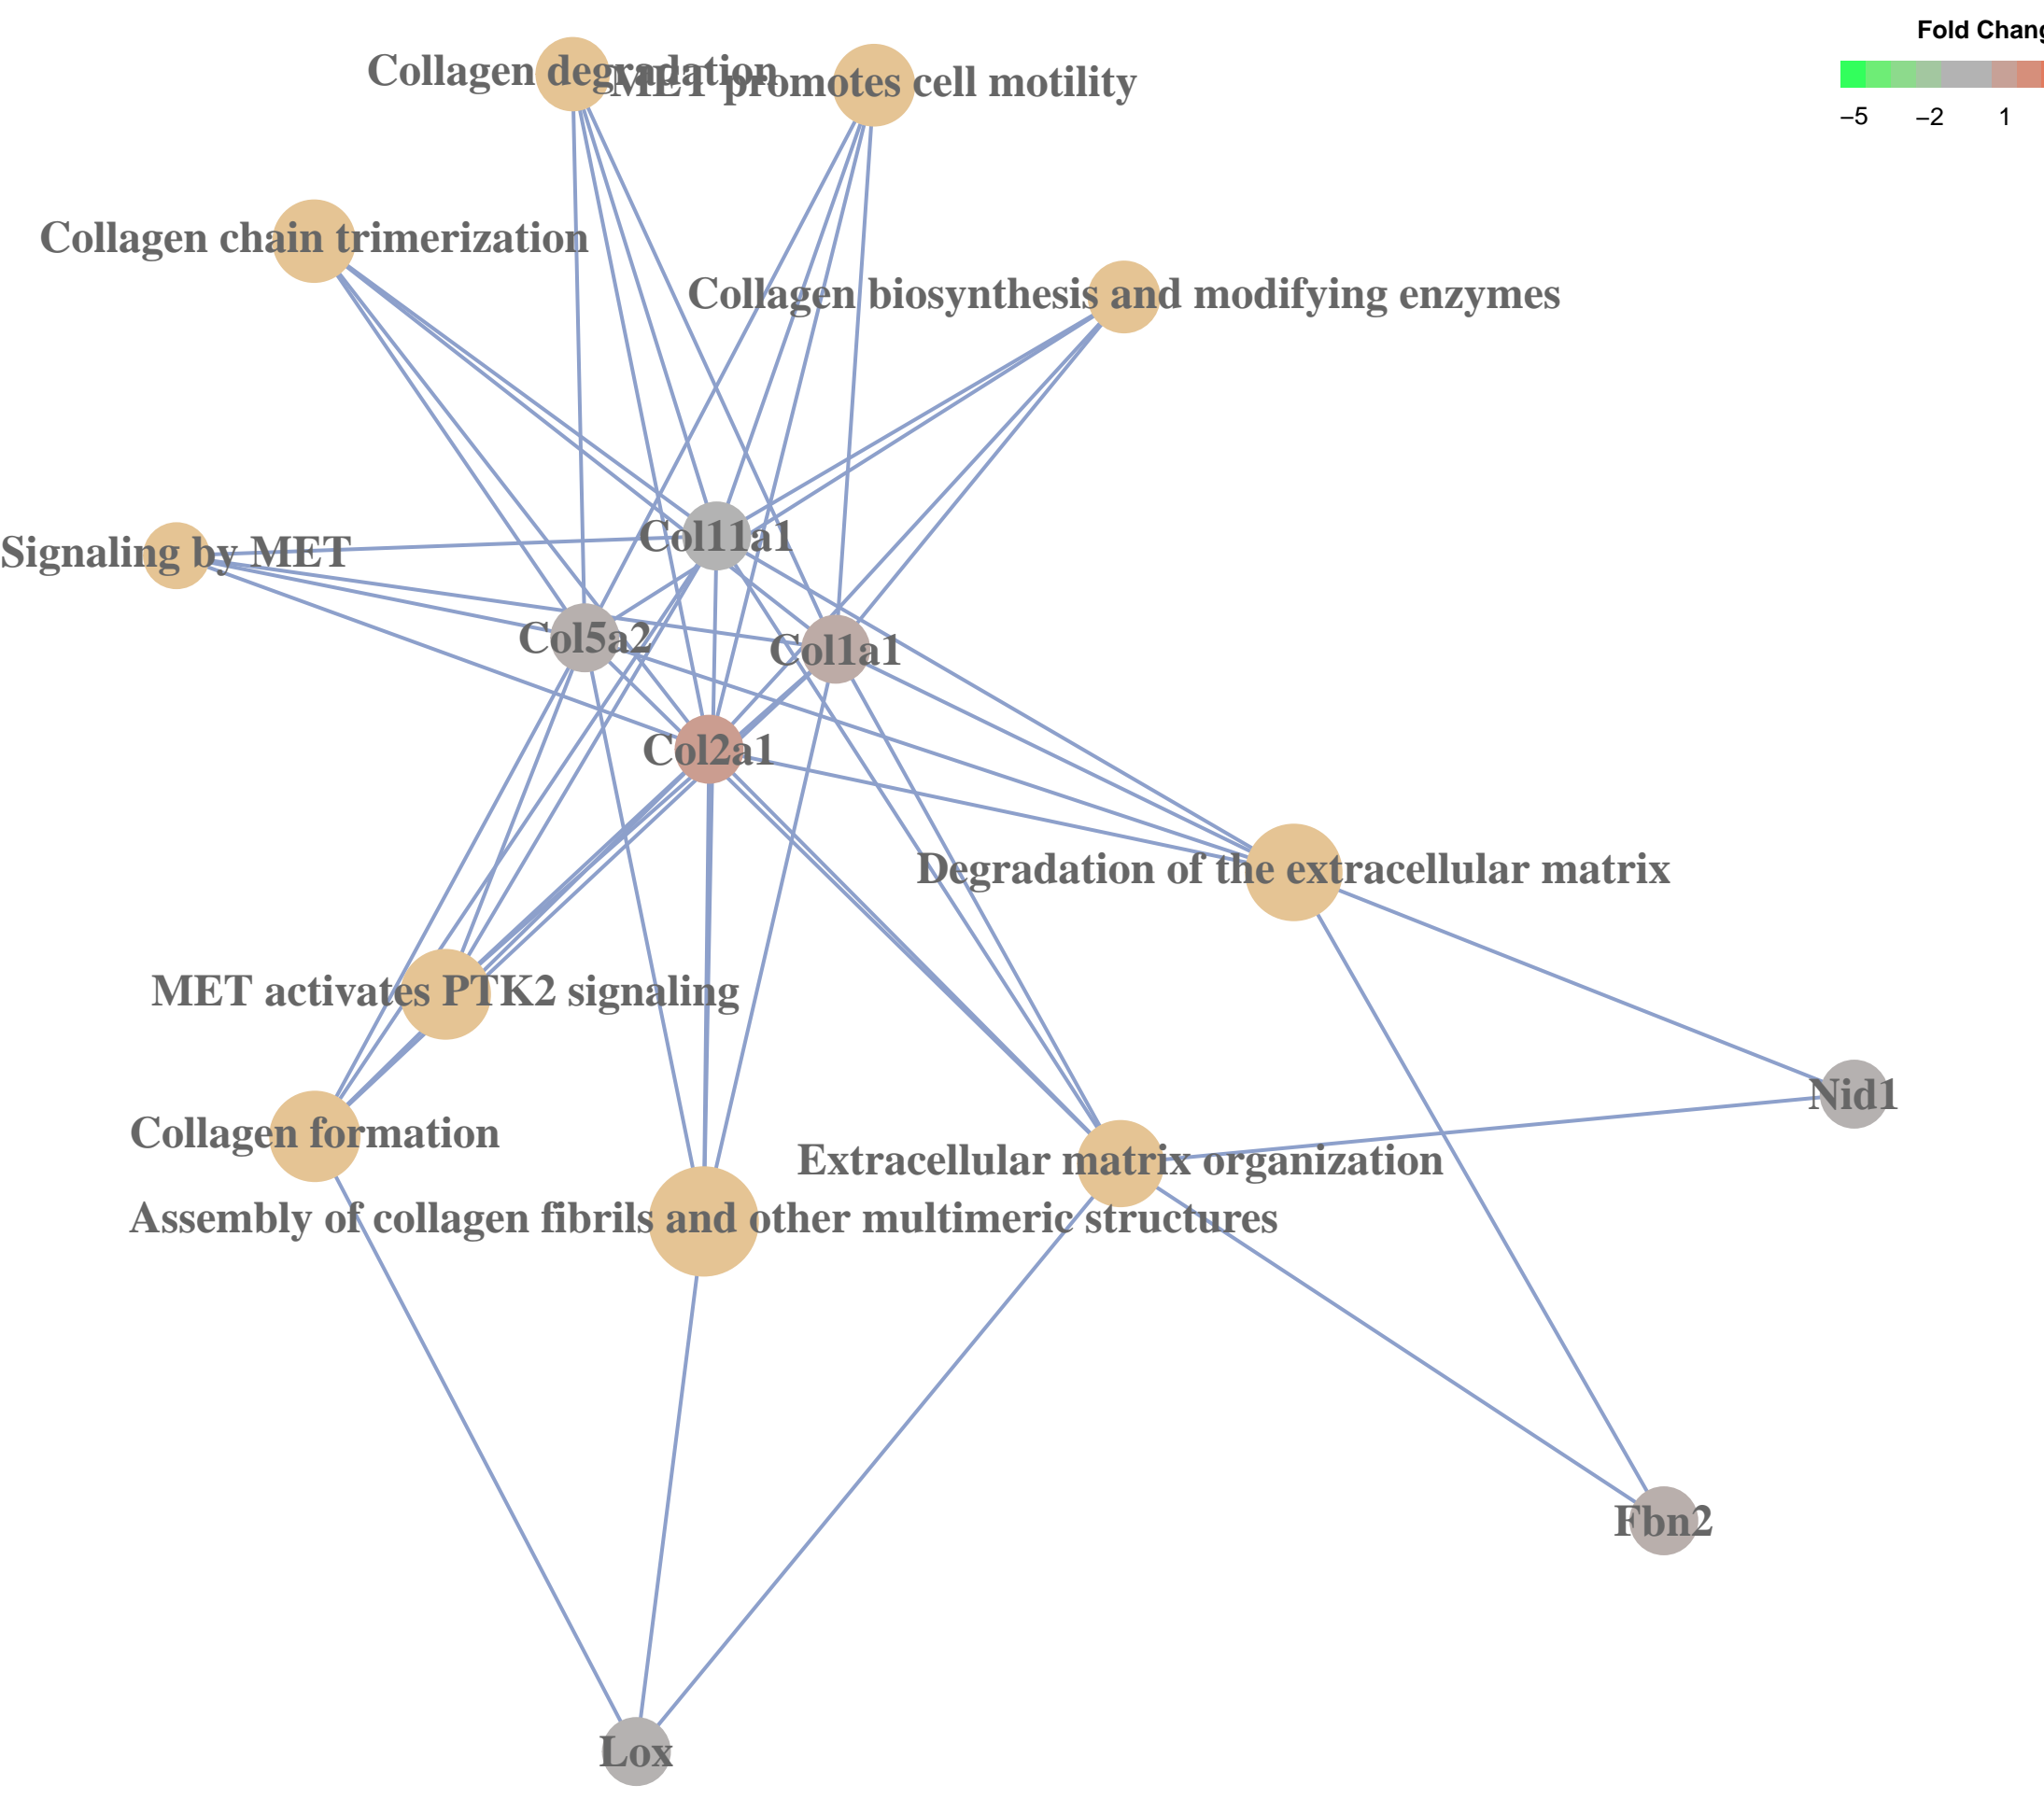 Fold Chang
−5 −2 1
Collagen degradation
MET promotes cell motility
Collagen chain trimerization
Collagen biosynthesis and modifying enzymes
Col11a1
Signaling by MET
Col5a2
Col1a1
Col2a1
Degradation of the extracellular matrix
MET activates PTK2 signaling
Nid1
Collagen formation
Extracellular matrix organization
Assembly of collagen fibrils and other multimeric structures
Fbn2
Lox